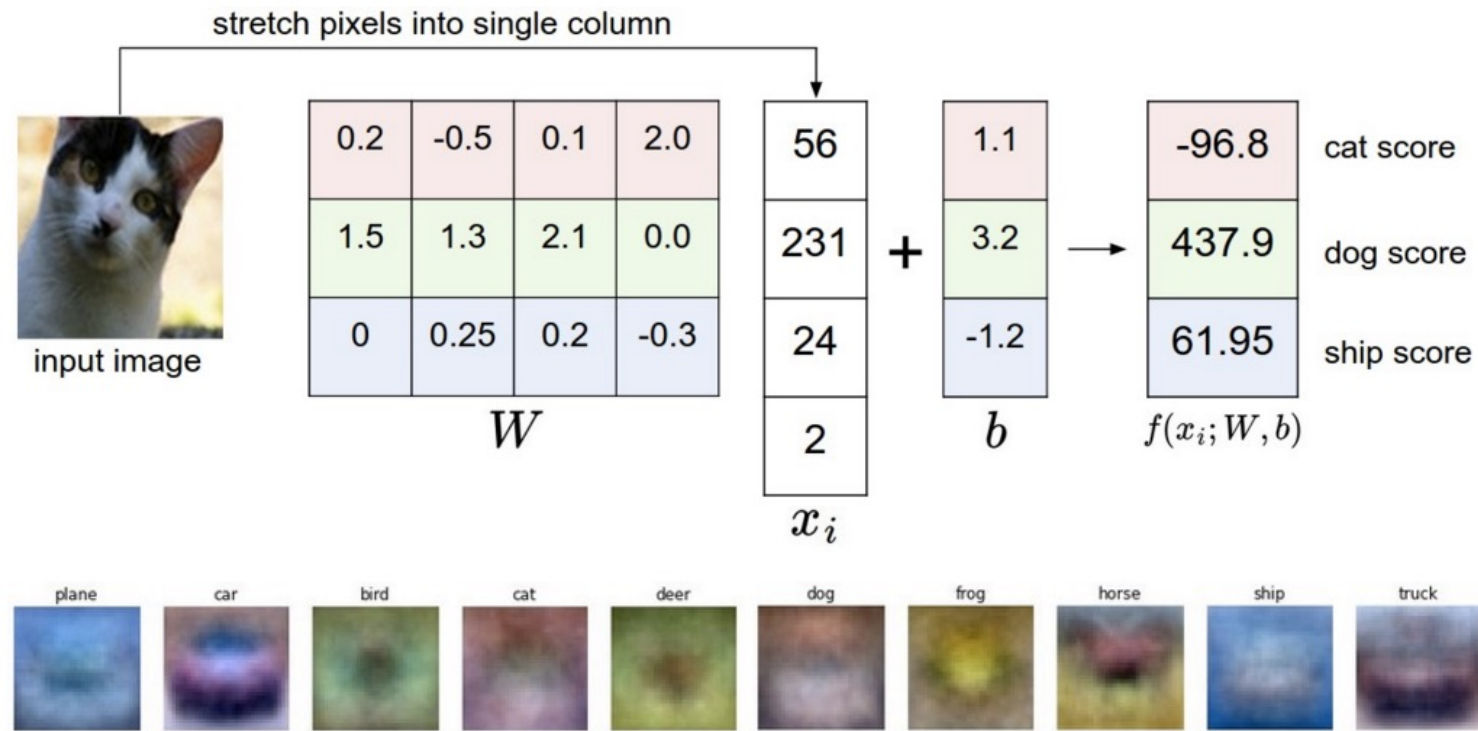 stretch pixels into single column
0.2 -0.5 0.1 2.0 56 1.1 -96.8 cat score
1.5 1.3 2.1 0.0 231 + 3.2 → 437.9 dog score
0 0.25 0.2 -0.3 24 -1.2 61.95 ship score
input image
W 2 b f(x_i; W, b)
x_i
plane car bird cat deer dog frog horse ship truck